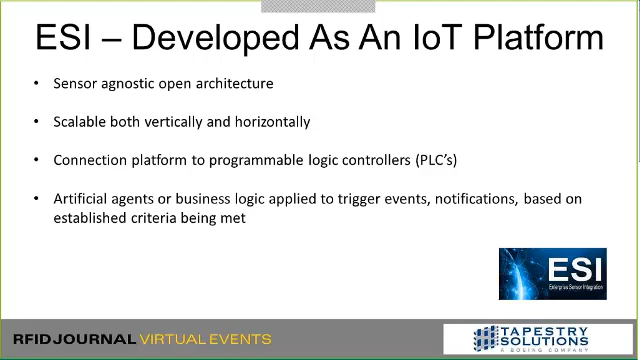 ESI – Developed As An IoT Platform
• Sensor agnostic open architecture
• Scalable both vertically and horizontally
• Connection platform to programmable logic controllers (PLC's)
• Artificial agents or business logic applied to trigger events, notifications, based on
established criteria being met
ESI
Enterprise Sensor Integration
RFID JOURNAL VIRTUAL EVENTS
TAPESTRY
SOLUTIONS
A BOEING COMPANY